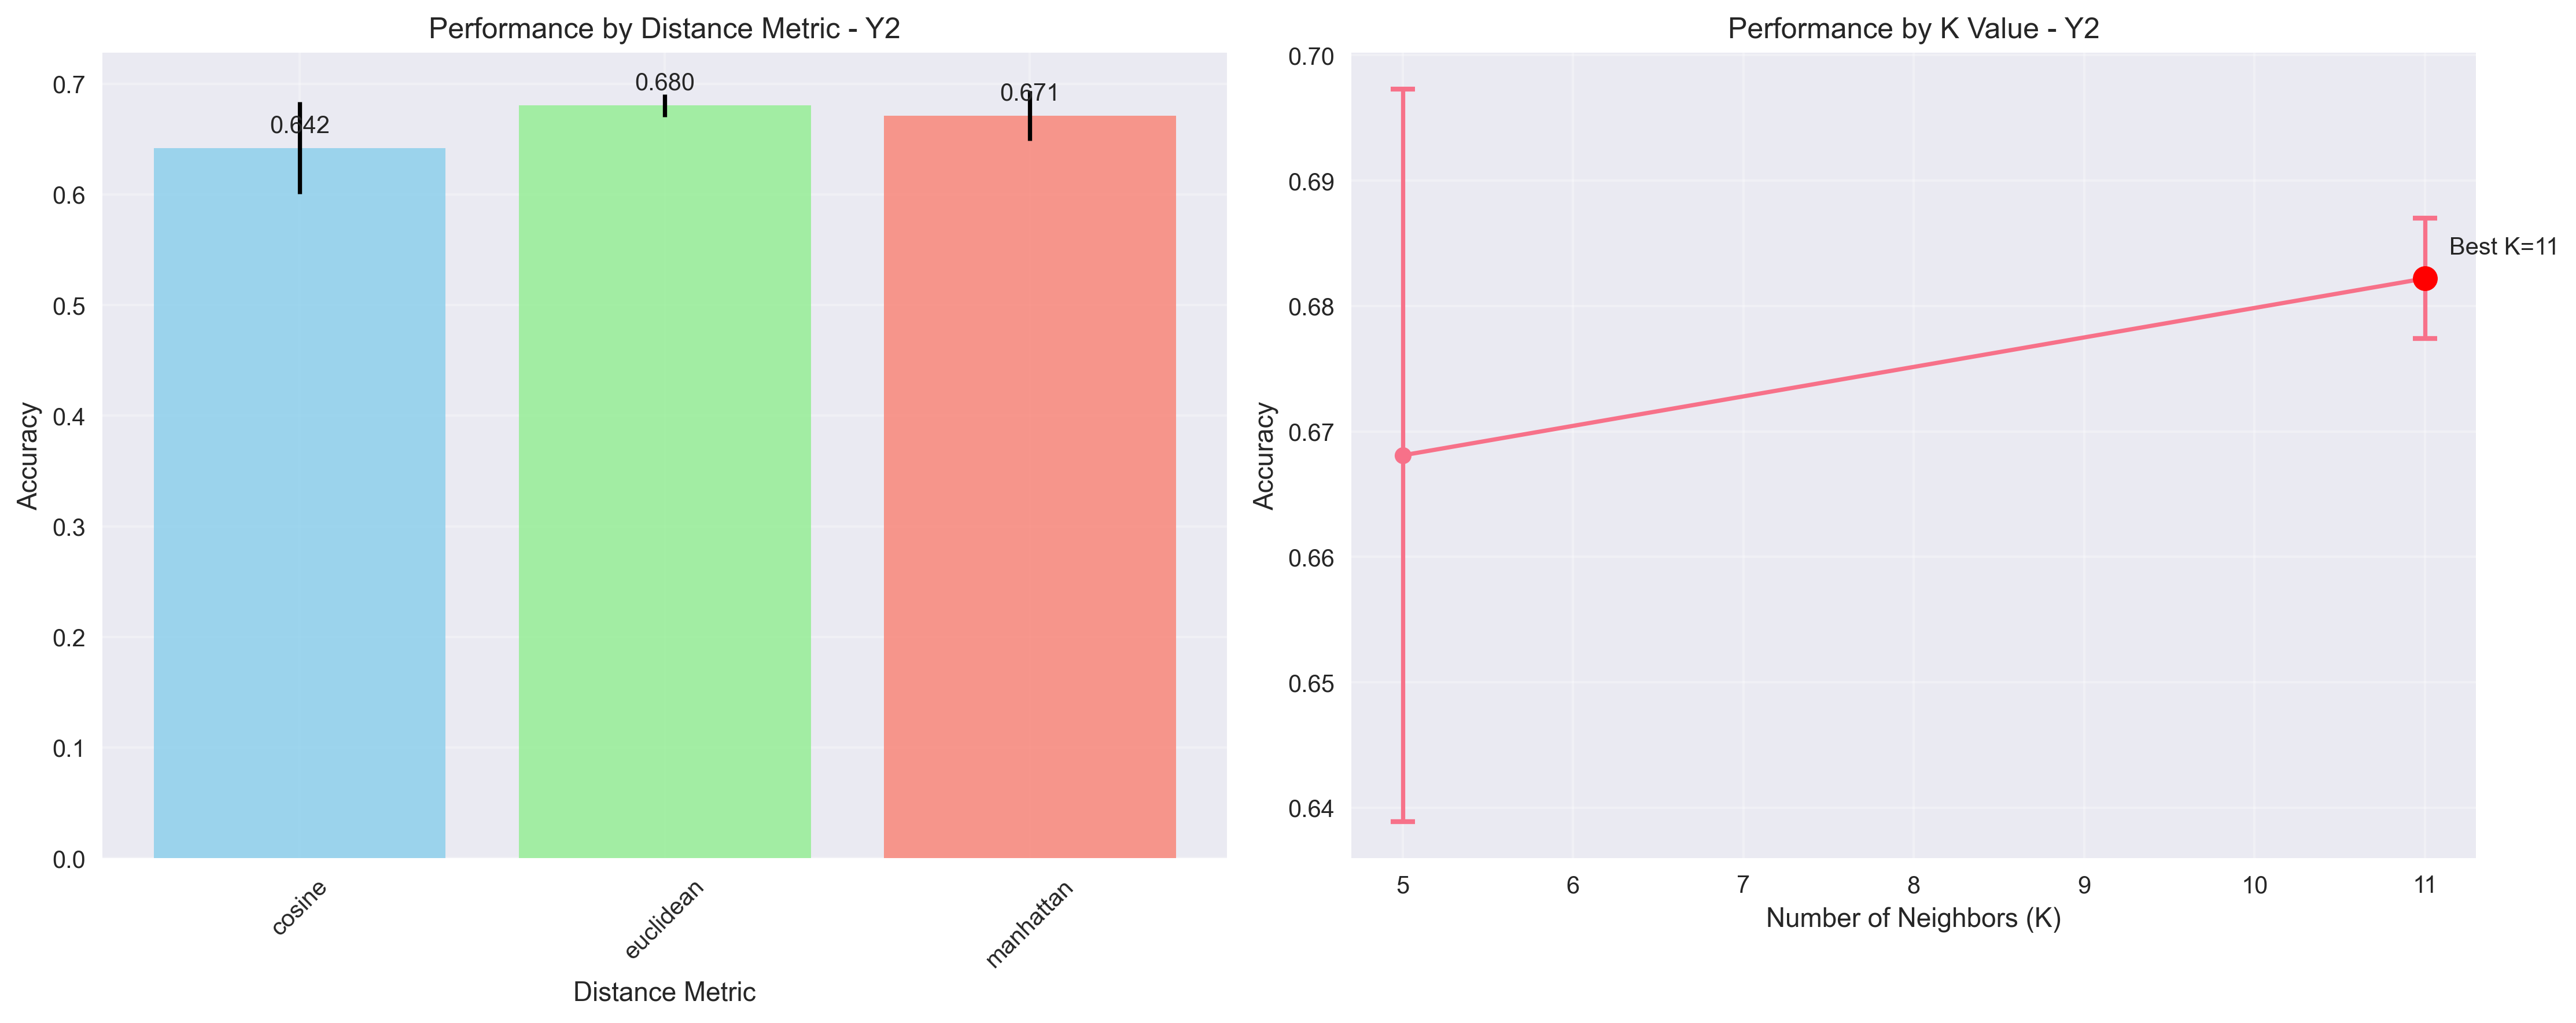 Performance by Distance Metric - Y2
0.7
0.6
0.5
0.4
0.3
0.2
0.1
0.0
Accuracy
0.642
0.680
0.671
cosine
euclidean
manhattan
Distance Metric
Performance by K Value - Y2
0.70
0.69
0.68
0.67
0.66
0.65
0.64
Accuracy
Best K=11
5 6 7 8 9 10 11
Number of Neighbors (K)